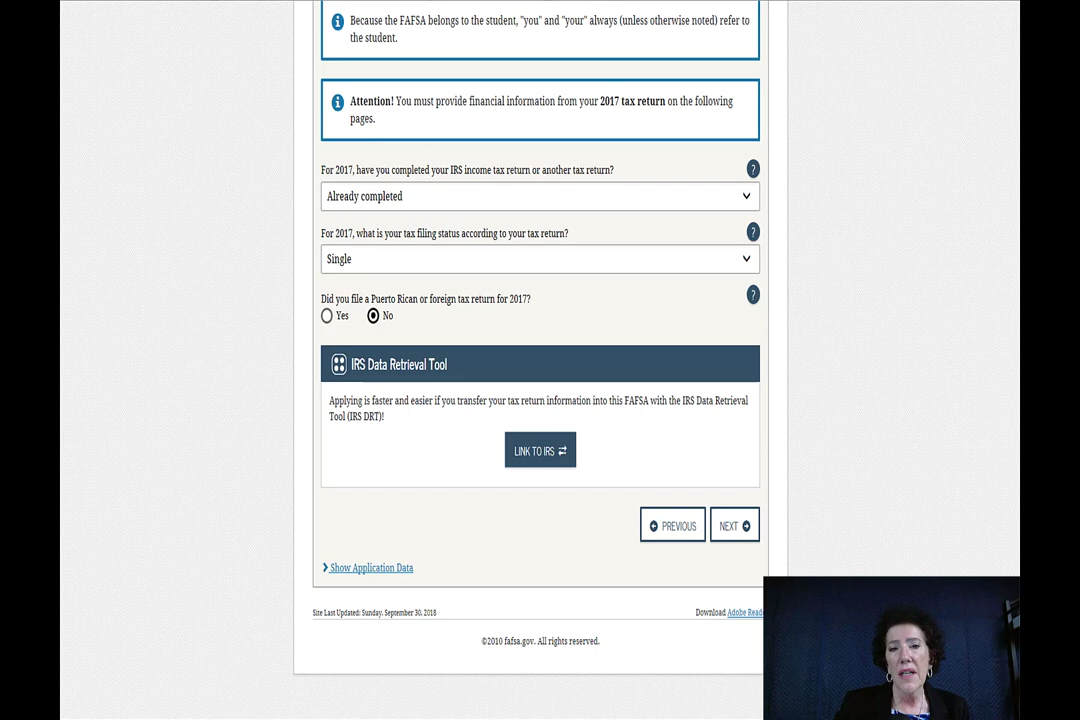 Because the FAFSA belongs to the student, "you" and "your" always (unless otherwise noted) refer to
the student.
Attention! You must provide financial information from your 2017 tax return on the following
pages.
For 2017, have you completed your IRS income tax return or another tax return?
Already completed
For 2017, what is your tax filing status according to your tax return?
Single
Did you file a Puerto Rican or foreign tax return for 2017?
Yes No
IRS Data Retrieval Tool
Applying is faster and easier if you transfer your tax return information into this FAFSA with the IRS Data Retrieval
Tool (IRS DRT)!
LINK TO IRS
PREVIOUS NEXT
Show Application Data
Site Last Updated: Sunday, September 30, 2018 Download Adobe Reade
©2010 fafsa.gov. All rights reserved.